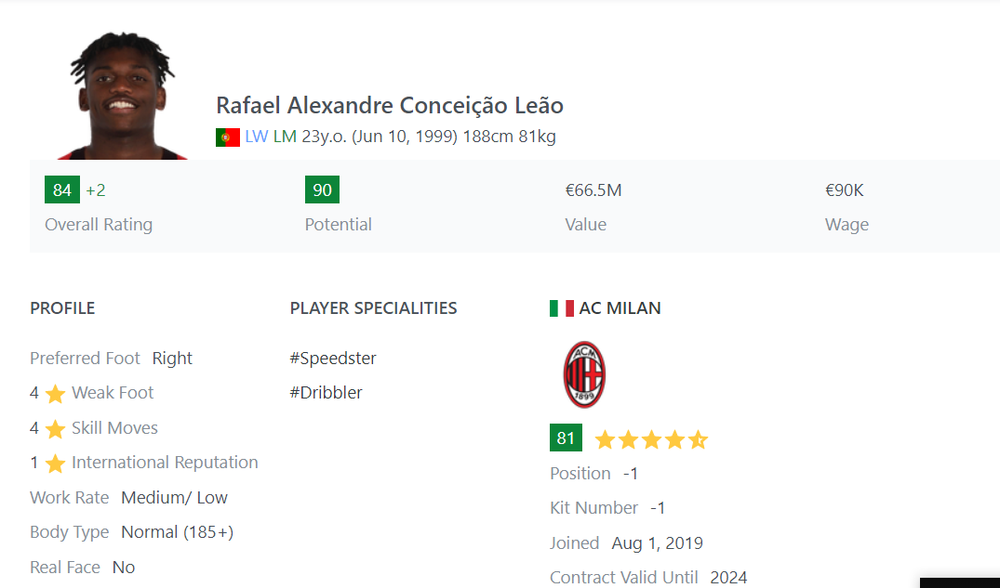 Rafael Alexandre Conceição Leão
LW LM 23y.o. (Jun 10, 1999) 188cm 81kg
84 +2
Overall Rating
90
Potential
€66.5M
Value
€90K
Wage
PROFILE
Preferred Foot Right
4 Weak Foot
4 Skill Moves
1 International Reputation
Work Rate Medium/ Low
Body Type Normal (185+)
Real Face No
PLAYER SPECIALITIES
#Speedster
#Dribbler
AC MILAN
ACM
1899
81
Position -1
Kit Number -1
Joined Aug 1, 2019
Contract Valid Until 2024